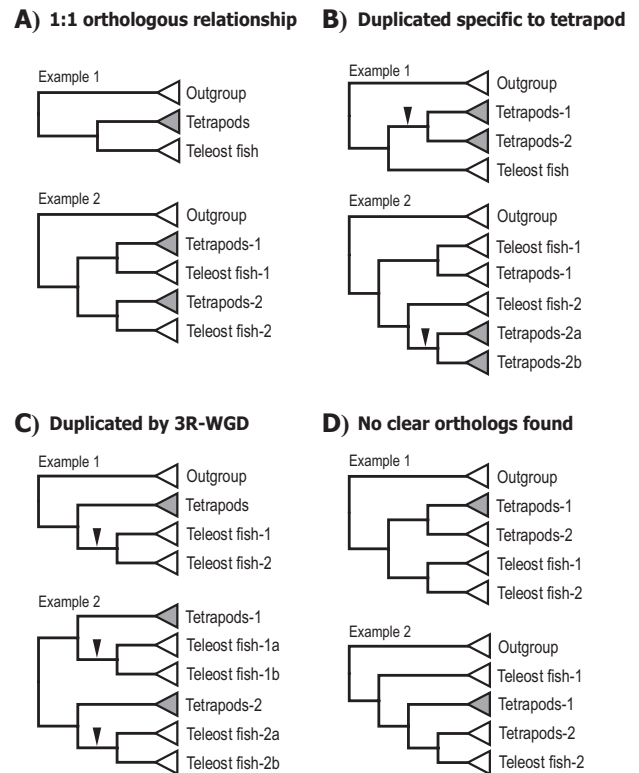 A) 1:1 orthologous relationship
Example 1
Outgroup
Tetrapods
Teleost fish
Example 2
Outgroup
Tetrapods-1
Teleost fish-1
Tetrapods-2
Teleost fish-2
B) Duplicated specific to tetrapod
Example 1
Outgroup
Tetrapods-1
Tetrapods-2
Teleost fish
Example 2
Outgroup
Teleost fish-1
Tetrapods-1
Teleost fish-2
Tetrapods-2a
Tetrapods-2b
C) Duplicated by 3R-WGD
Example 1
Outgroup
Tetrapods
Teleost fish-1
Teleost fish-2
Example 2
Tetrapods-1
Teleost fish-1a
Teleost fish-1b
Tetrapods-2
Teleost fish-2a
Teleost fish-2b
D) No clear orthologs found
Example 1
Outgroup
Tetrapods-1
Tetrapods-2
Teleost fish-1
Teleost fish-2
Example 2
Outgroup
Teleost fish-1
Tetrapods-1
Tetrapods-2
Teleost fish-2